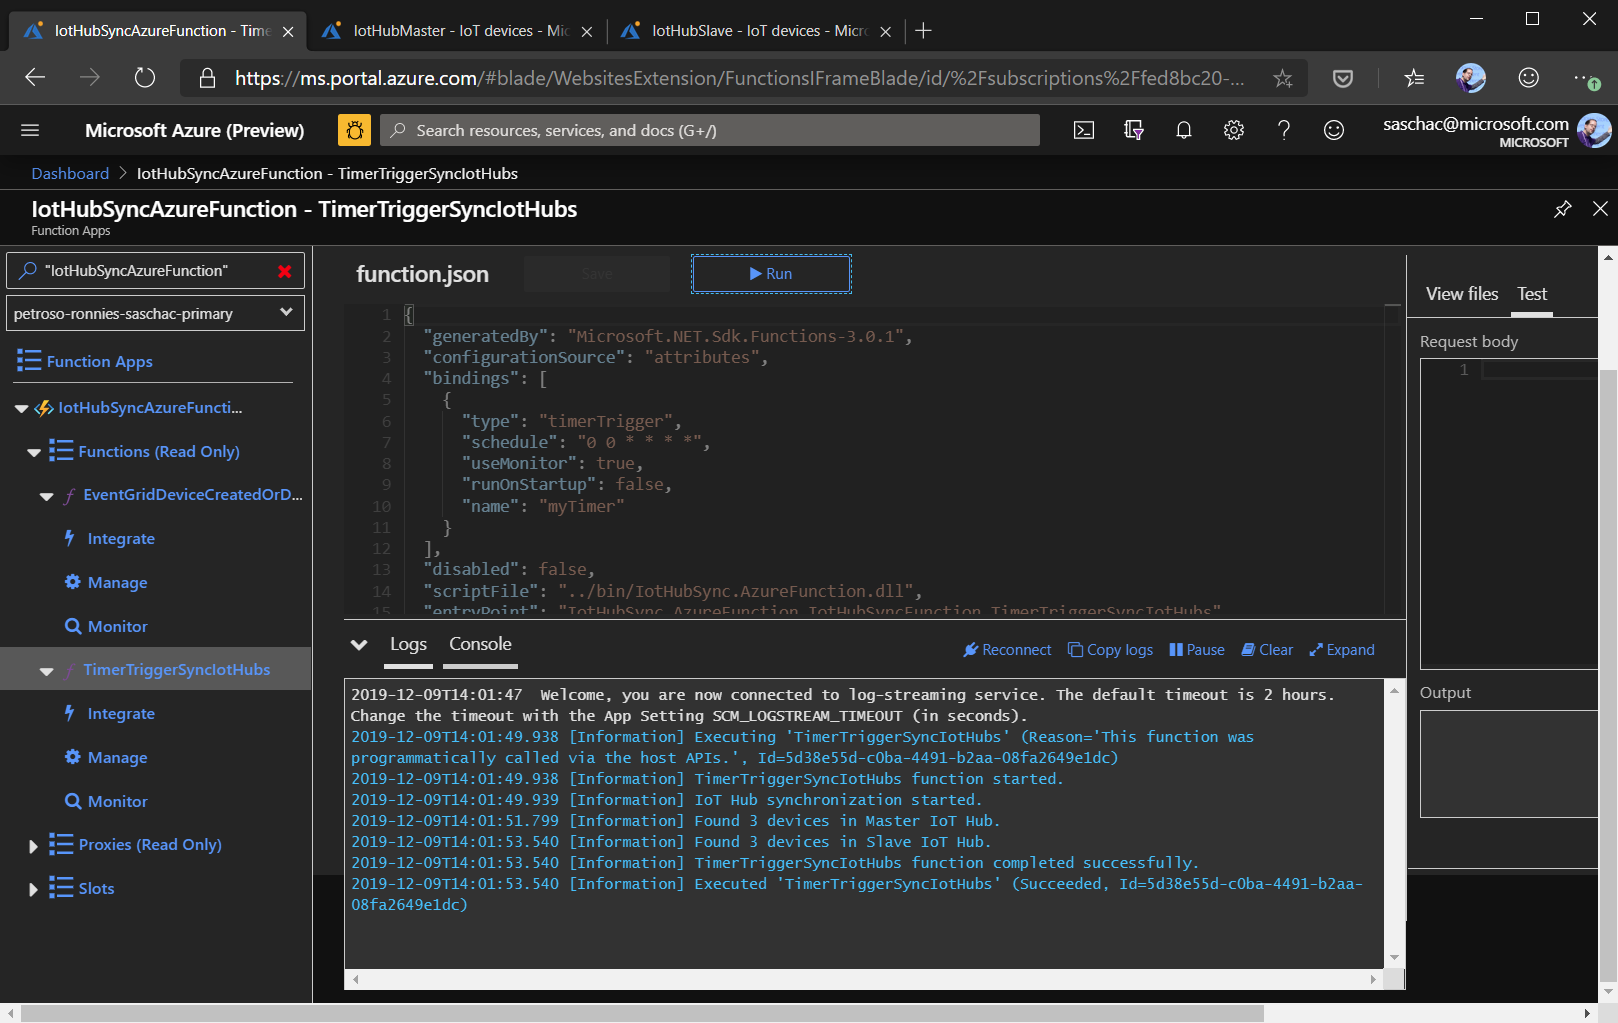 IotHubSyncAzureFunction - Time
IotHubMaster - IoT devices - Mic
IotHubSlave - IoT devices - Micro
https://ms.portal.azure.com/#blade/WebsitesExtension/FunctionsIFrameBlade/id/%2Fsubscriptions%2Ffed8bc20-...
Microsoft Azure (Preview)
Search resources, services, and docs (G+/)
saschac@microsoft.com
MICROSOFT
Dashboard > IotHubSyncAzureFunction - TimerTriggerSyncIotHubs
IotHubSyncAzureFunction - TimerTriggerSyncIotHubs
Function Apps
"IotHubSyncAzureFunction"
petroso-ronnies-saschac-primary
Function Apps
IotHubSyncAzureFuncti...
Functions (Read Only)
EventGridDeviceCreatedOrD...
Integrate
Manage
Monitor
TimerTriggerSyncIotHubs
Integrate
Manage
Monitor
Proxies (Read Only)
Slots
function.json
Save
Run
1 {
2 "generatedBy": "Microsoft.NET.Sdk.Functions-3.0.1",
3 "configurationSource": "attributes",
4 "bindings": [
5 {
6 "type": "timerTrigger",
7 "schedule": "0 0 * * * *",
8 "useMonitor": true,
9 "runOnStartup": false,
10 "name": "myTimer"
11 }
12 ],
13 "disabled": false,
14 "scriptFile": "../bin/IotHubSync.AzureFunction.dll",
15 "entryPoint": "IotHubSync.AzureFunction.IotHubSyncFunction.TimerTriggerSyncIotHubs"
Logs
Console
Reconnect
Copy logs
Pause
Clear
Expand
2019-12-09T14:01:47  Welcome, you are now connected to log-streaming service. The default timeout is 2 hours.
Change the timeout with the App Setting SCM_LOGSTREAM_TIMEOUT (in seconds).
2019-12-09T14:01:49.938 [Information] Executing 'TimerTriggerSyncIotHubs' (Reason='This function was
programmatically called via the host APIs.', Id=5d38e55d-c0ba-4491-b2aa-08fa2649e1dc)
2019-12-09T14:01:49.938 [Information] TimerTriggerSyncIotHubs function started.
2019-12-09T14:01:49.939 [Information] IoT Hub synchronization started.
2019-12-09T14:01:51.799 [Information] Found 3 devices in Master IoT Hub.
2019-12-09T14:01:53.540 [Information] Found 3 devices in Slave IoT Hub.
2019-12-09T14:01:53.540 [Information] TimerTriggerSyncIotHubs function completed successfully.
2019-12-09T14:01:53.540 [Information] Executed 'TimerTriggerSyncIotHubs' (Succeeded, Id=5d38e55d-c0ba-4491-b2aa-
08fa2649e1dc)
View files
Test
Request body
1
Output